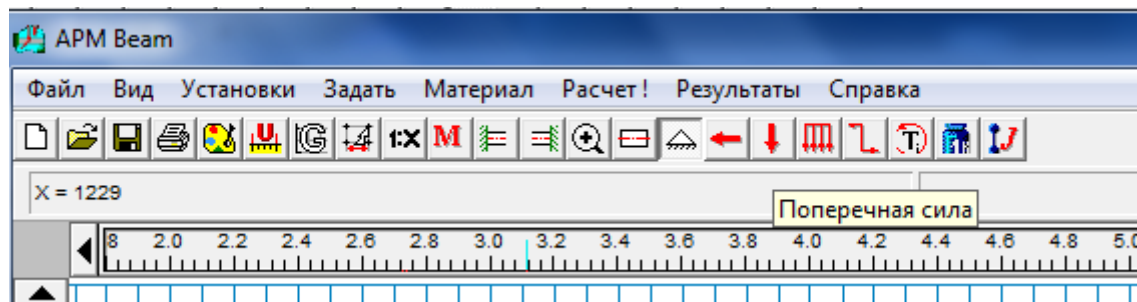 APM Beam
Файл Вид Установки Задать Материал Расчет ! Результаты Справка
1:X M
X = 1229
Поперечная сила
8 2.0 2.2 2.4 2.6 2.8 3.0 3.2 3.4 3.6 3.8 4.0 4.2 4.4 4.6 4.8 5.0